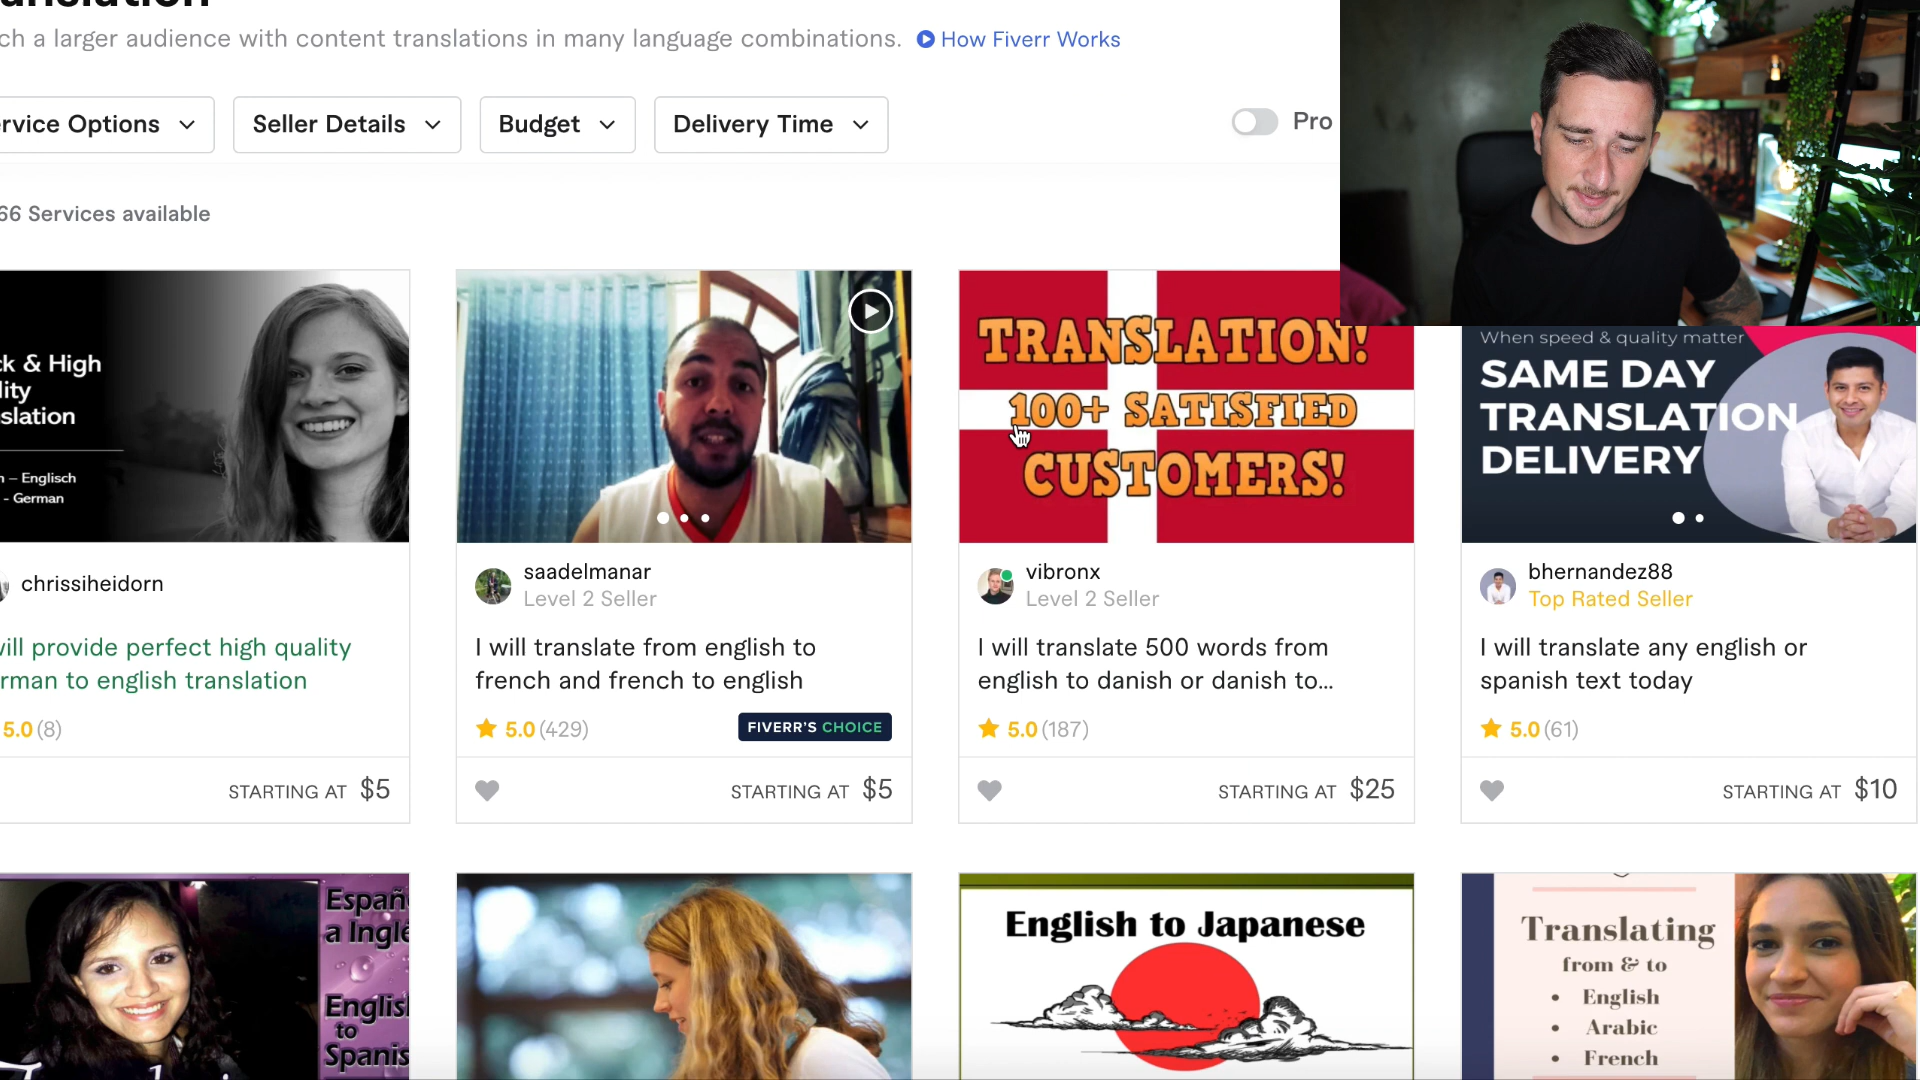 anslation
ch a larger audience with content translations in many language combinations. How Fiverr Works
rvice Options Seller Details Budget Delivery Time Pro
66 Services available
ck & High
lity
slation
n – Englisch
- German
TRANSLATION!
100+ SATISFIED
CUSTOMERS!
When speed & quality matter
SAME DAY
TRANSLATION
DELIVERY
chrissiheidorn
will provide perfect high quality
rman to english translation
5.0 (8)
STARTING AT $5
saadelmanar
Level 2 Seller
I will translate from english to
french and french to english
5.0 (429) FIVERR'S CHOICE
STARTING AT $5
vibronx
Level 2 Seller
I will translate 500 words from
english to danish or danish to...
5.0 (187)
STARTING AT $25
bhernandez88
Top Rated Seller
I will translate any english or
spanish text today
5.0 (61)
STARTING AT $10
Españ
a Inglé
Englis
to
Spanis
English to Japanese
Translating
from & to
• English
• Arabic
• French